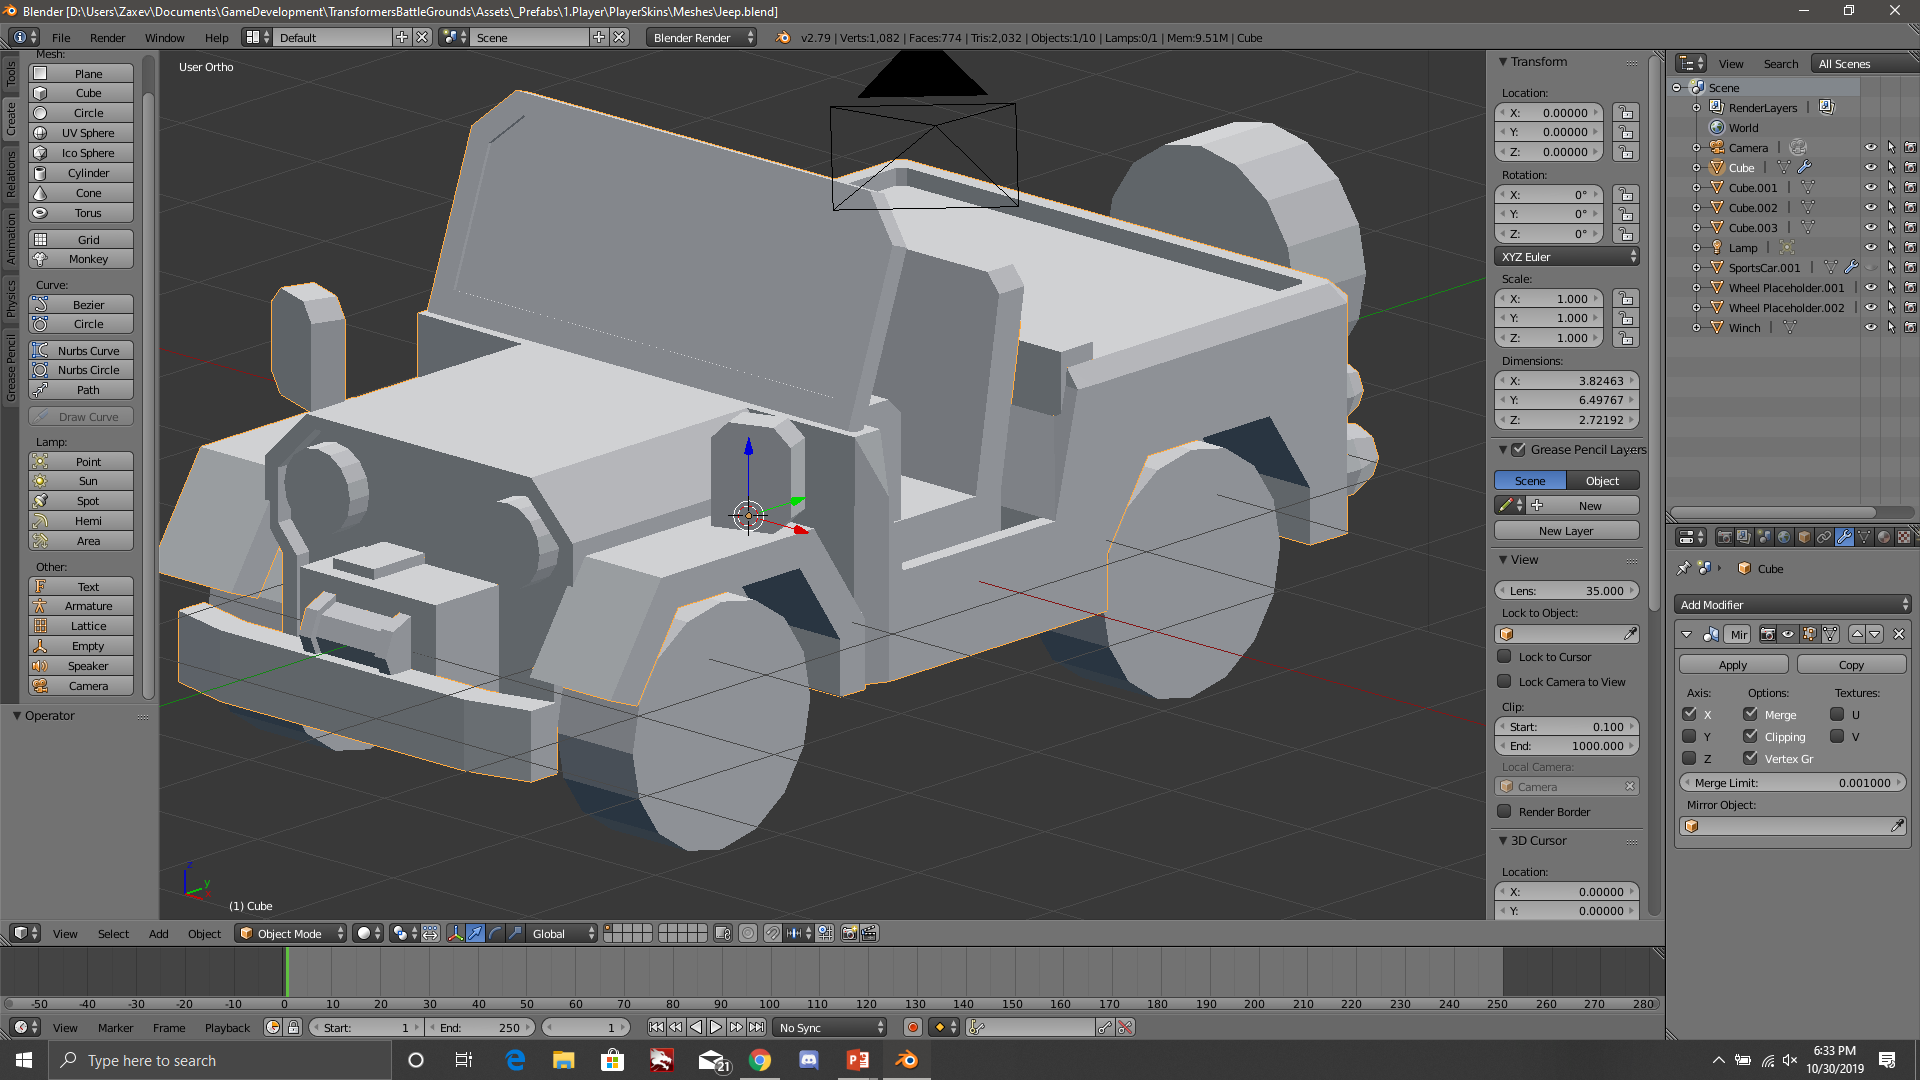 Blender [D:\Users\Zaxev\Documents\GameDevelopment\TransformersBattleGrounds\Assets\_Prefabs\1.Player\PlayerSkins\Meshes\Jeep.blend]
File Render Window Help Default Scene Blender Render v2.79 | Verts:1,082 | Faces:774 | Tris:2,032 | Objects:1/10 | Lamps:0/1 | Mem:9.51M | Cube
Tools
Create
Relations
Animation
Physics
Grease Pencil
Mesh:
Plane
Cube
Circle
UV Sphere
Ico Sphere
Cylinder
Cone
Torus
Grid
Monkey
Curve:
Bezier
Circle
Nurbs Curve
Nurbs Circle
Path
Draw Curve
Lamp:
Point
Sun
Spot
Hemi
Area
Other:
Text
Armature
Lattice
Empty
Speaker
Camera
Operator
User Ortho
z
y
(1) Cube
Transform
Location:
X: 0.00000
Y: 0.00000
Z: 0.00000
Rotation:
X: 0°
Y: 0°
Z: 0°
XYZ Euler
Scale:
X: 1.000
Y: 1.000
Z: 1.000
Dimensions:
X: 3.82463
Y: 6.49767
Z: 2.72192
Grease Pencil Layers
Scene Object
New
New Layer
View
Lens: 35.000
Lock to Object:
Lock to Cursor
Lock Camera to View
Clip:
Start: 0.100
End: 1000.000
Local Camera:
Camera
Render Border
3D Cursor
Location:
X: 0.00000
Y: 0.00000
View Search All Scenes
Scene
RenderLayers |
World
Camera |
Cube |
Cube.001 |
Cube.002 |
Cube.003 |
Lamp |
SportsCar.001 |
Wheel Placeholder.001 |
Wheel Placeholder.002 |
Winch |
Cube
Add Modifier
Mir
Apply Copy
Axis: Options: Textures:
X Merge U
Y Clipping V
Z Vertex Gr
Merge Limit: 0.001000
Mirror Object:
View Select Add Object Object Mode Global
-50 -40 -30 -20 -10 0 10 20 30 40 50 60 70 80 90 100 110 120 130 140 150 160 170 180 190 200 210 220 230 240 250 260 270 280
View Marker Frame Playback Start: 1 End: 250 1 No Sync
Type here to search
21
6:33 PM
10/30/2019